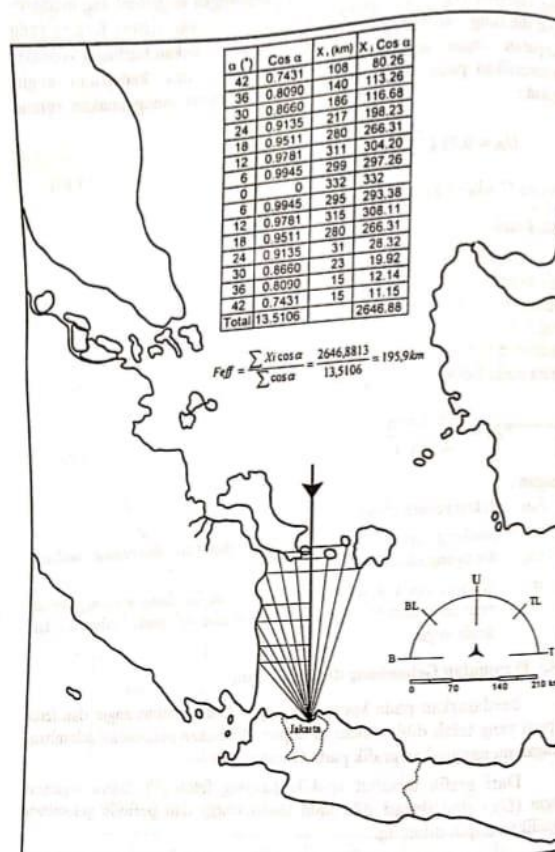 α (°) Cos α X i (km) X i Cos α
42 0.7431 108 80.26
36 0.8090 140 113.26
30 0.8660 186 116.68
24 0.9135 217 198.23
18 0.9511 280 266.31
12 0.9781 311 304.20
6 0.9945 299 297.26
0 0 332 332
6 0.9945 295 293.38
12 0.9781 315 308.11
18 0.9511 280 266.31
24 0.9135 31 28.32
30 0.8660 23 19.92
36 0.8090 15 12.14
42 0.7431 15 11.15
Total 13.5106 2646.88
Feff = ∑ Xi cos α / ∑ cos α = 2646,8813 / 13,5106 = 195,9km
U
BL TL
B T
0 70 140 210 km
Jakarta